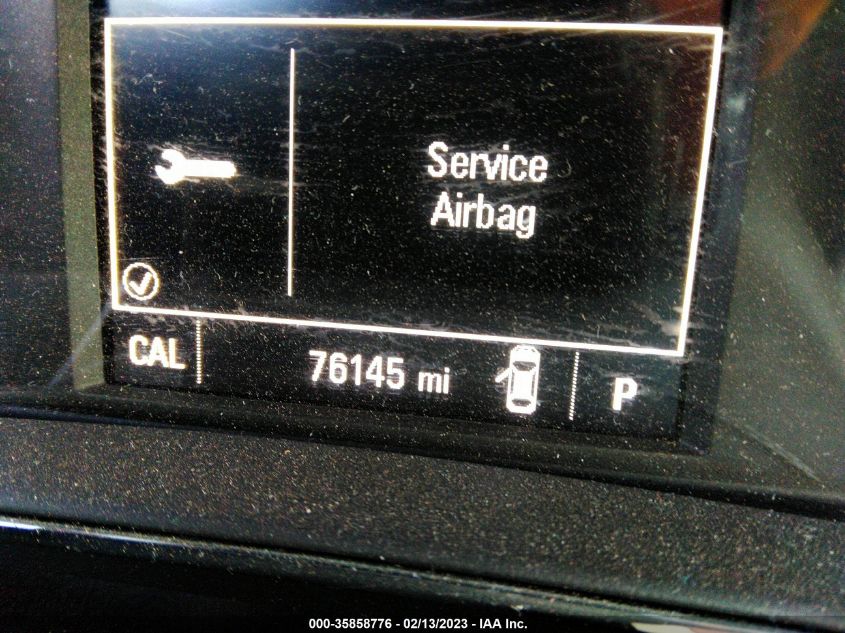 Service
Airbag
CAL 76145 mi P
000-35858776 - 02/13/2023 - IAA Inc.